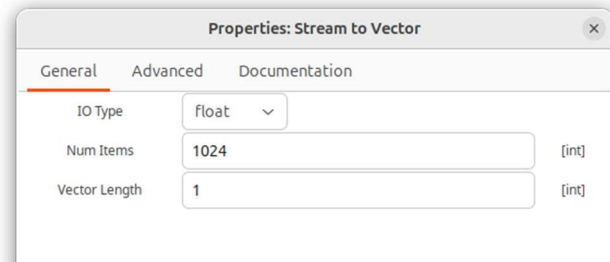 Properties: Stream to Vector
General Advanced Documentation
IO Type float
Num Items 1024 [int]
Vector Length 1 [int]